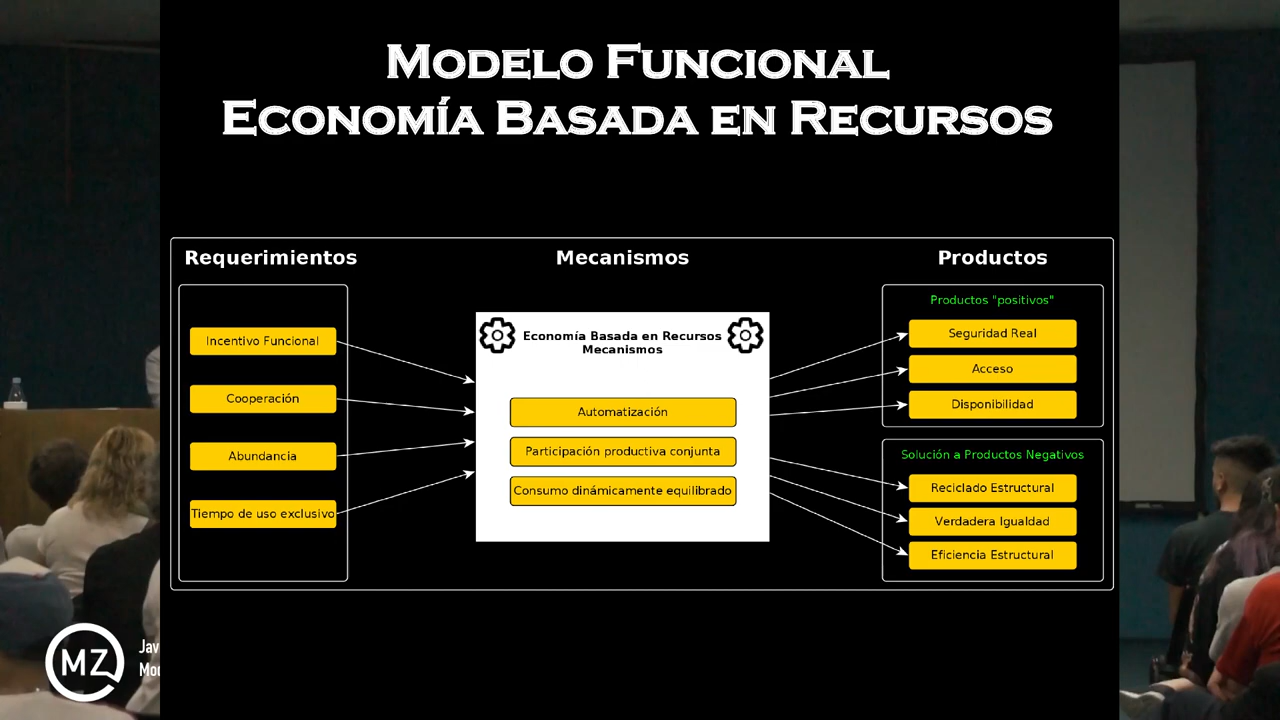 MODELO FUNCIONAL
ECONOMÍA BASADA EN RECURSOS
Requerimientos
Mecanismos
Productos
Incentivo Funcional
Cooperación
Abundancia
Tiempo de uso exclusivo
Economía Basada en Recursos
Mecanismos
Automatización
Participación productiva conjunta
Consumo dinámicamente equilibrado
Productos "positivos"
Seguridad Real
Acceso
Disponibilidad
Solución a Productos Negativos
Reciclado Estructural
Verdadera Igualdad
Eficiencia Estructural
MZ